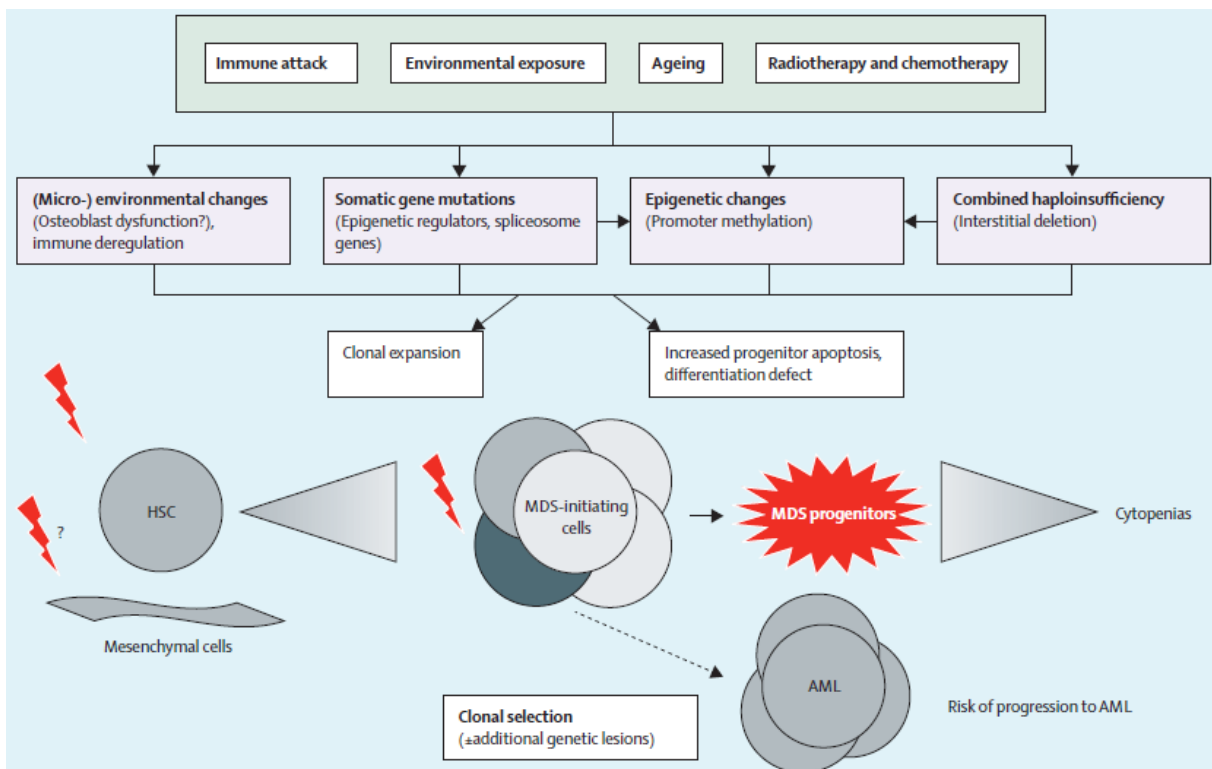 Immune attack
Environmental exposure
Ageing
Radiotherapy and chemotherapy
(Micro-) environmental changes
(Osteoblast dysfunction?),
immune deregulation
Somatic gene mutations
(Epigenetic regulators, spliceosome
genes)
Epigenetic changes
(Promoter methylation)
Combined haploinsufficiency
(Interstitial deletion)
Clonal expansion
Increased progenitor apoptosis,
differentiation defect
HSC
?
Mesenchymal cells
MDS-initiating
cells
MDS progenitors
Cytopenias
AML
Risk of progression to AML
Clonal selection
(±additional genetic lesions)